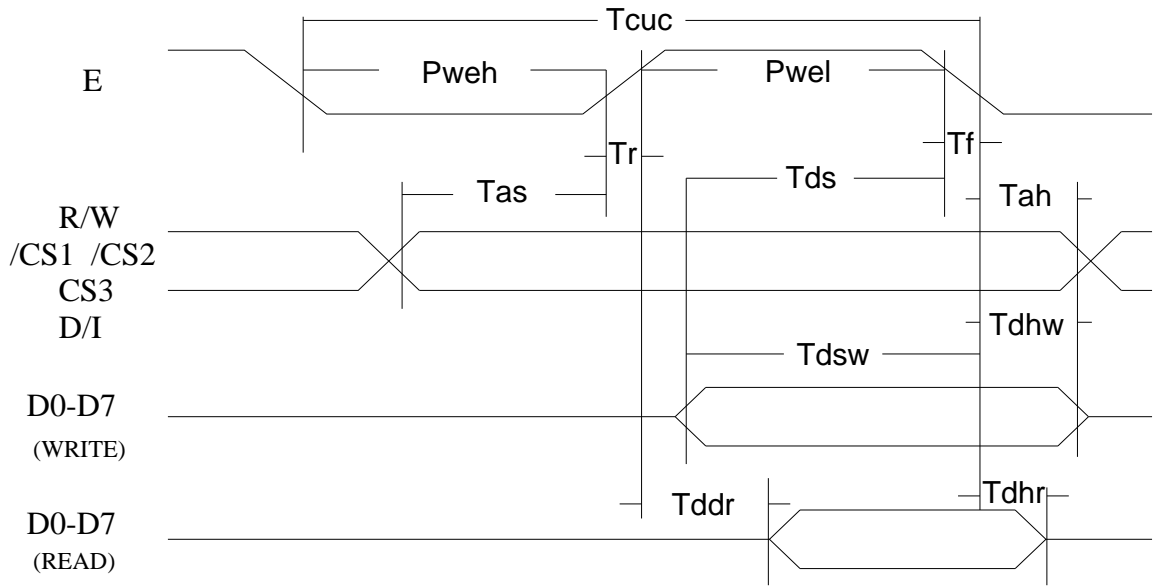 Tcuc
E
Pweh
Pwel
Tr
Tf
Tas
Tds
Tah
R/W
/CS1 /CS2
CS3
D/I
Tdhw
Tdsw
D0-D7
(WRITE)
Tddr
Tdhr
D0-D7
(READ)